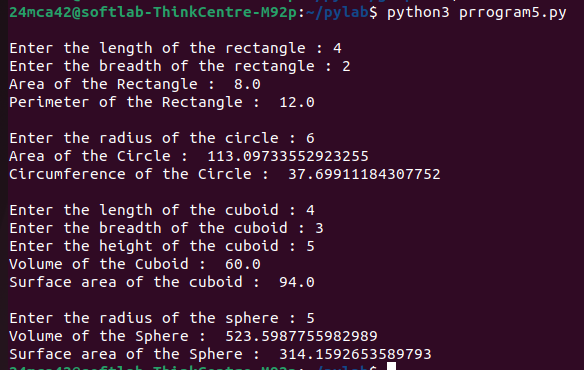 24mca42@softlab-ThinkCentre-M92p:~/pylab$ python3 prrogram5.py
Enter the length of the rectangle : 4
Enter the breadth of the rectangle : 2
Area of the Rectangle :  8.0
Perimeter of the Rectangle :  12.0
Enter the radius of the circle : 6
Area of the Circle :  113.09733552923255
Circumference of the Circle :  37.69911184307752
Enter the length of the cuboid : 4
Enter the breadth of the cuboid : 3
Enter the height of the cuboid : 5
Volume of the Cuboid :  60.0
Surface area of the cuboid :  94.0
Enter the radius of the sphere : 5
Volume of the Sphere :  523.5987755982989
Surface area of the Sphere :  314.1592653589793
24mca42@softlab-ThinkCentre-M92p:~/pylab$